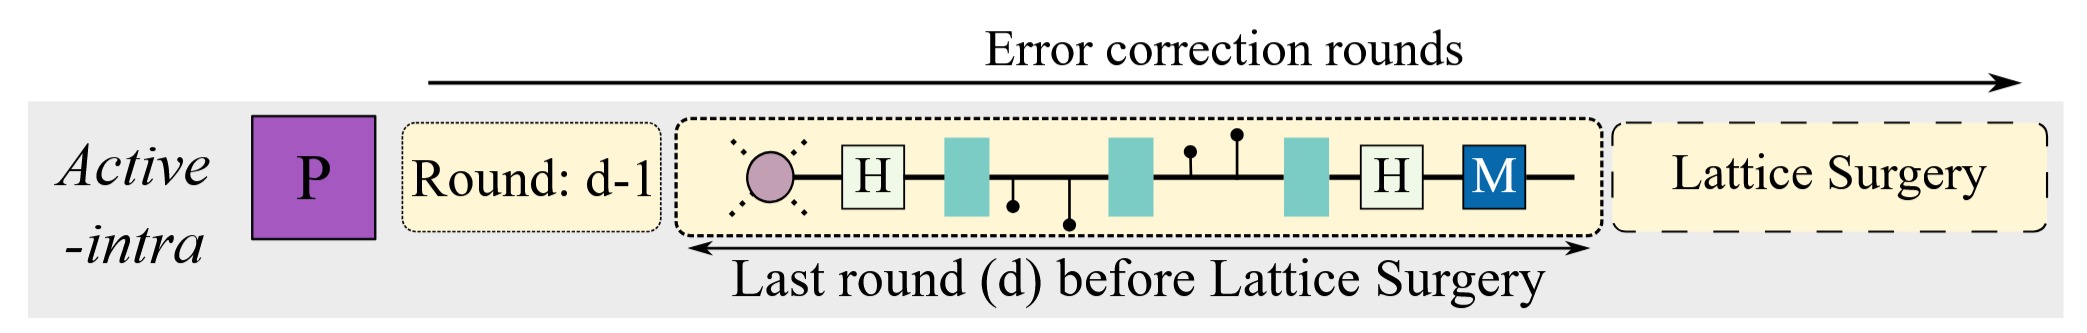 Error correction rounds
Active
-intra
P
Round: d-1
H
H
M
Lattice Surgery
Last round (d) before Lattice Surgery